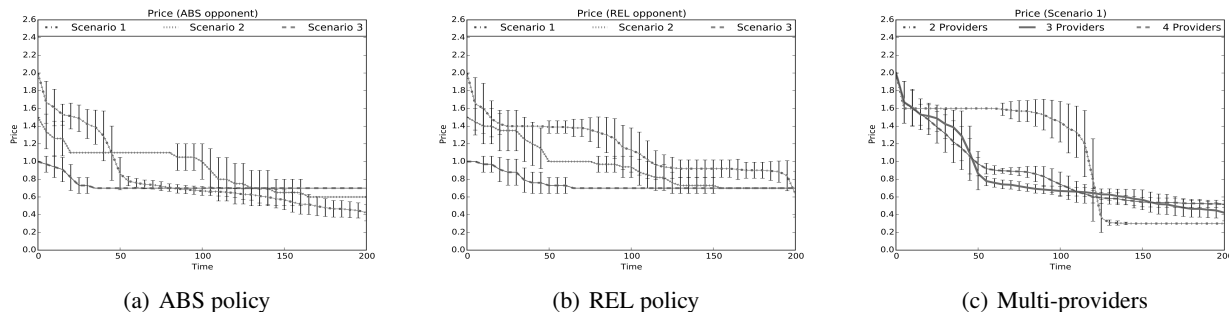 Price (ABS opponent)
Scenario 1 Scenario 2 Scenario 3
2.6
2.4
2.2
2.0
1.8
1.6
1.4
1.2
1.0
0.8
0.6
0.4
0.2
0.0
Price
0 50 100 150 200
Time
(a) ABS policy
Price (REL opponent)
Scenario 1 Scenario 2 Scenario 3
2.6
2.4
2.2
2.0
1.8
1.6
1.4
1.2
1.0
0.8
0.6
0.4
0.2
0.0
Price
0 50 100 150 200
Time
(b) REL policy
Price (Scenario 1)
2 Providers 3 Providers 4 Providers
2.6
2.4
2.2
2.0
1.8
1.6
1.4
1.2
1.0
0.8
0.6
0.4
0.2
0.0
Price
0 50 100 150 200
Time
(c) Multi-providers